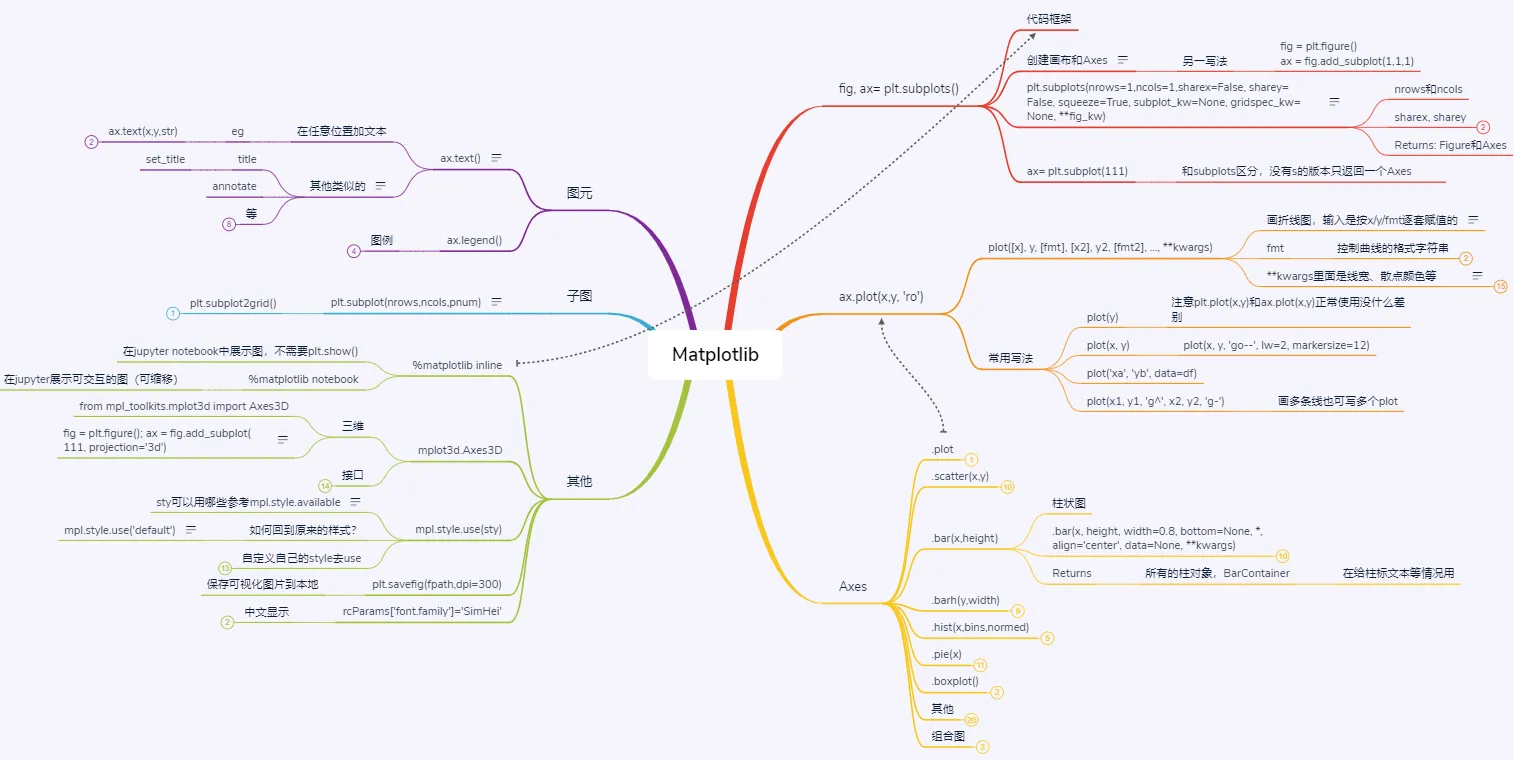 Matplotlib
fig, ax= plt.subplots()
代码框架
创建画布和Axes
另一写法
fig = plt.figure()
ax = fig.add_subplot(1,1,1)
plt.subplots(nrows=1,ncols=1,sharex=False, sharey=
False, squeeze=True, subplot_kw=None, gridspec_kw=
None, **fig_kw)
nrows和ncols
sharex, sharey
2
Returns: Figure和Axes
ax= plt.subplot(111)
和subplots区分，没有s的版本只返回一个Axes
ax.plot(x,y, 'ro')
plot([x], y, [fmt], [x2], y2, [fmt2], ..., **kwargs)
画折线图，输入是按x/y/fmt逐套赋值的
fmt
控制曲线的格式字符串
2
**kwargs里面是线宽、散点颜色等
15
常用写法
plot(y)
注意plt.plot(x,y)和ax.plot(x,y)正常使用没什么差
别
plot(x, y)
plot(x, y, 'go--', lw=2, markersize=12)
plot('xa', 'yb', data=df)
plot(x1, y1, 'g^', x2, y2, 'g-')
画多条线也可写多个plot
Axes
.plot
1
.scatter(x,y)
10
.bar(x,height)
柱状图
.bar(x, height, width=0.8, bottom=None, *,
align='center', data=None, **kwargs)
10
Returns
所有的柱对象，BarContainer
在给柱标文本等情况用
.barh(y,width)
9
.hist(x,bins,normed)
5
.pie(x)
11
.boxplot()
2
其他
20
组合图
3
图元
ax.text()
在任意位置加文本
eg
ax.text(x,y,str)
2
其他类似的
title
set_title
annotate
等
8
ax.legend()
图例
4
子图
plt.subplot(nrows,ncols,pnum)
plt.subplot2grid()
1
其他
%matplotlib inline
在jupyter notebook中展示图，不需要plt.show()
%matplotlib notebook
在jupyter展示可交互的图（可缩移）
mplot3d.Axes3D
三维
from mpl_toolkits.mplot3d import Axes3D
fig = plt.figure(); ax = fig.add_subplot(
111, projection='3d')
接口
14
mpl.style.use(sty)
sty可以用哪些参考mpl.style.available
如何回到原来的样式？
mpl.style.use('default')
自定义自己的style去use
13
plt.savefig(fpath,dpi=300)
保存可视化图片到本地
rcParams['font.family']='SimHei'
中文显示
2